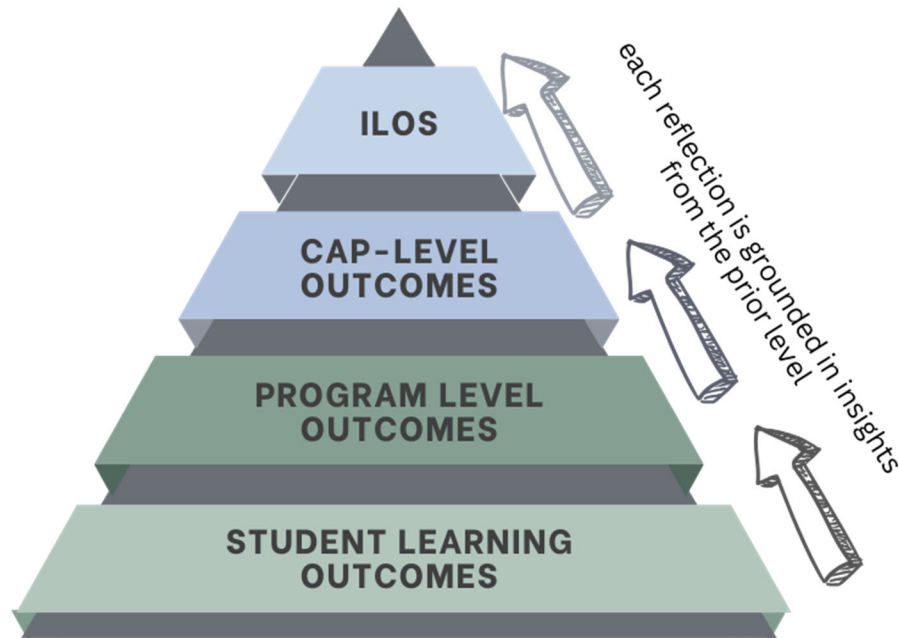 ILOS
CAP-LEVEL
OUTCOMES
PROGRAM LEVEL
OUTCOMES
STUDENT LEARNING
OUTCOMES
each reflection is grounded in insights
from the prior level